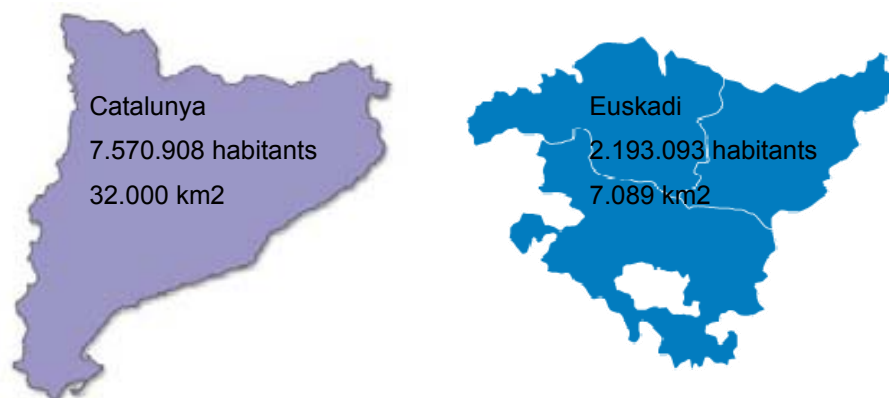 Catalunya
7.570.908 habitants
32.000 km2
Euskadi
2.193.093 habitants
7.089 km2